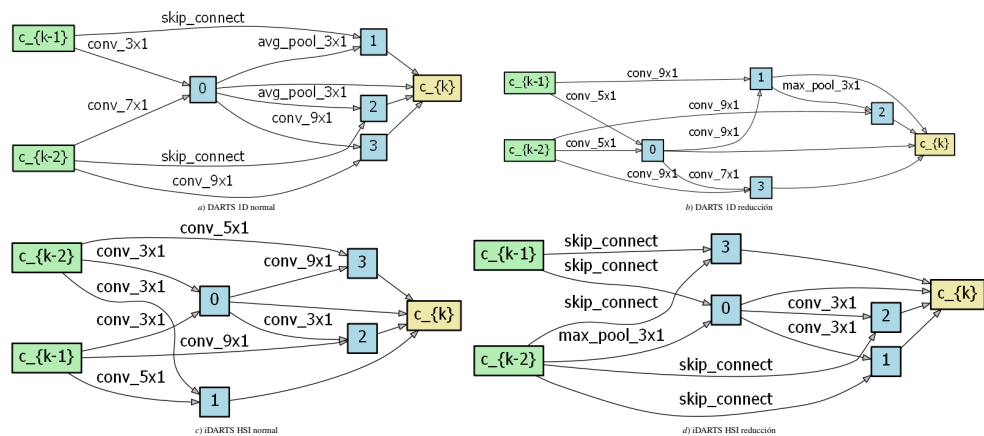 skip_connect
c_{k-1}
conv_3x1
avg_pool_3x1
1
0
c_{k}
conv_7x1
avg_pool_3x1
2
conv_9x1
3
c_{k-2}
skip_connect
conv_9x1
a) DARTS 1D normal
c_{k-1}
conv_9x1
1
conv_5x1
max_pool_3x1
conv_9x1
2
conv_9x1
c_{k-2}
conv_5x1
0
c_{k}
conv_9x1
conv_7x1
3
b) DARTS 1D reducción
conv_5x1
c_{k-2}
conv_3x1
conv_9x1
3
conv_3x1
0
c_{k}
conv_3x1
conv_3x1
2
c_{k-1}
conv_9x1
conv_5x1
1
c) iDARTS HSI normal
c_{k-1}
skip_connect
3
skip_connect
c_{k}
skip_connect
0
conv_3x1
2
max_pool_3x1
conv_3x1
c_{k-2}
skip_connect
1
skip_connect
d) iDARTS HSI reducción